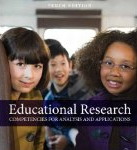 TENTH EDITION
Educational Research
COMPETENCIES FOR ANALYSIS AND APPLICATIONS